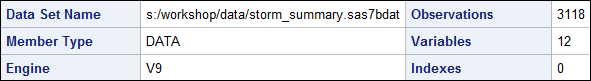 Data Set Name s:/workshop/data/storm_summary.sas7bdat Observations 3118
Member Type DATA Variables 12
Engine V9 Indexes 0